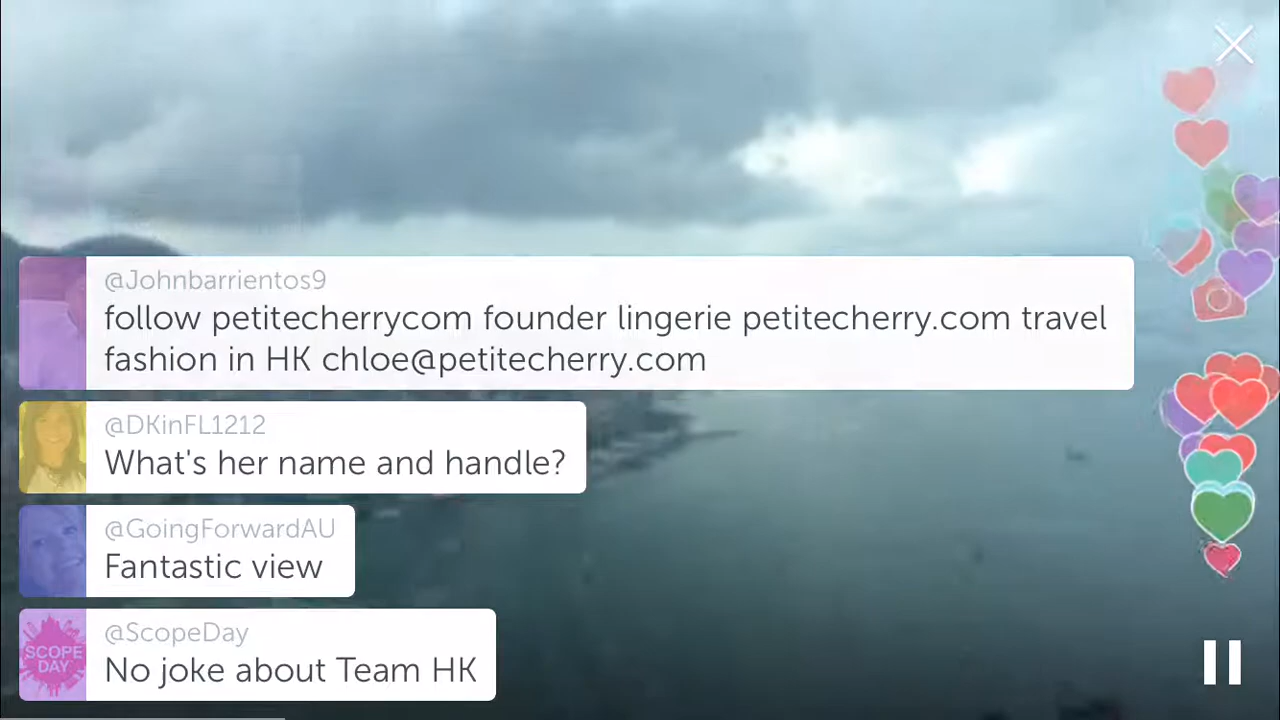 @Johnbarrientos9
follow petitecherrycom founder lingerie petitecherry.com travel
fashion in HK chloe@petitecherry.com
@DKinFL1212
What's her name and handle?
@GoingForwardAU
Fantastic view
SCOPE
DAY
@ScopeDay
No joke about Team HK